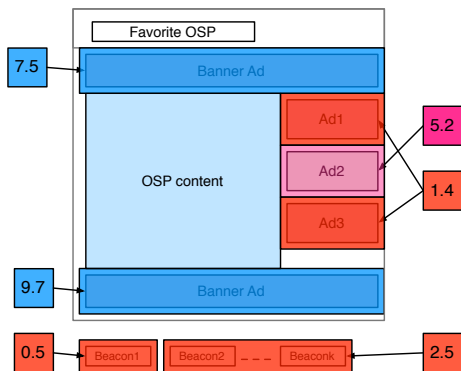 Favorite OSP
7.5
Banner Ad
Ad1
5.2
Ad2
OSP content
1.4
Ad3
9.7
Banner Ad
0.5
Beacon1
Beacon2 _ _ _ Beaconk
2.5